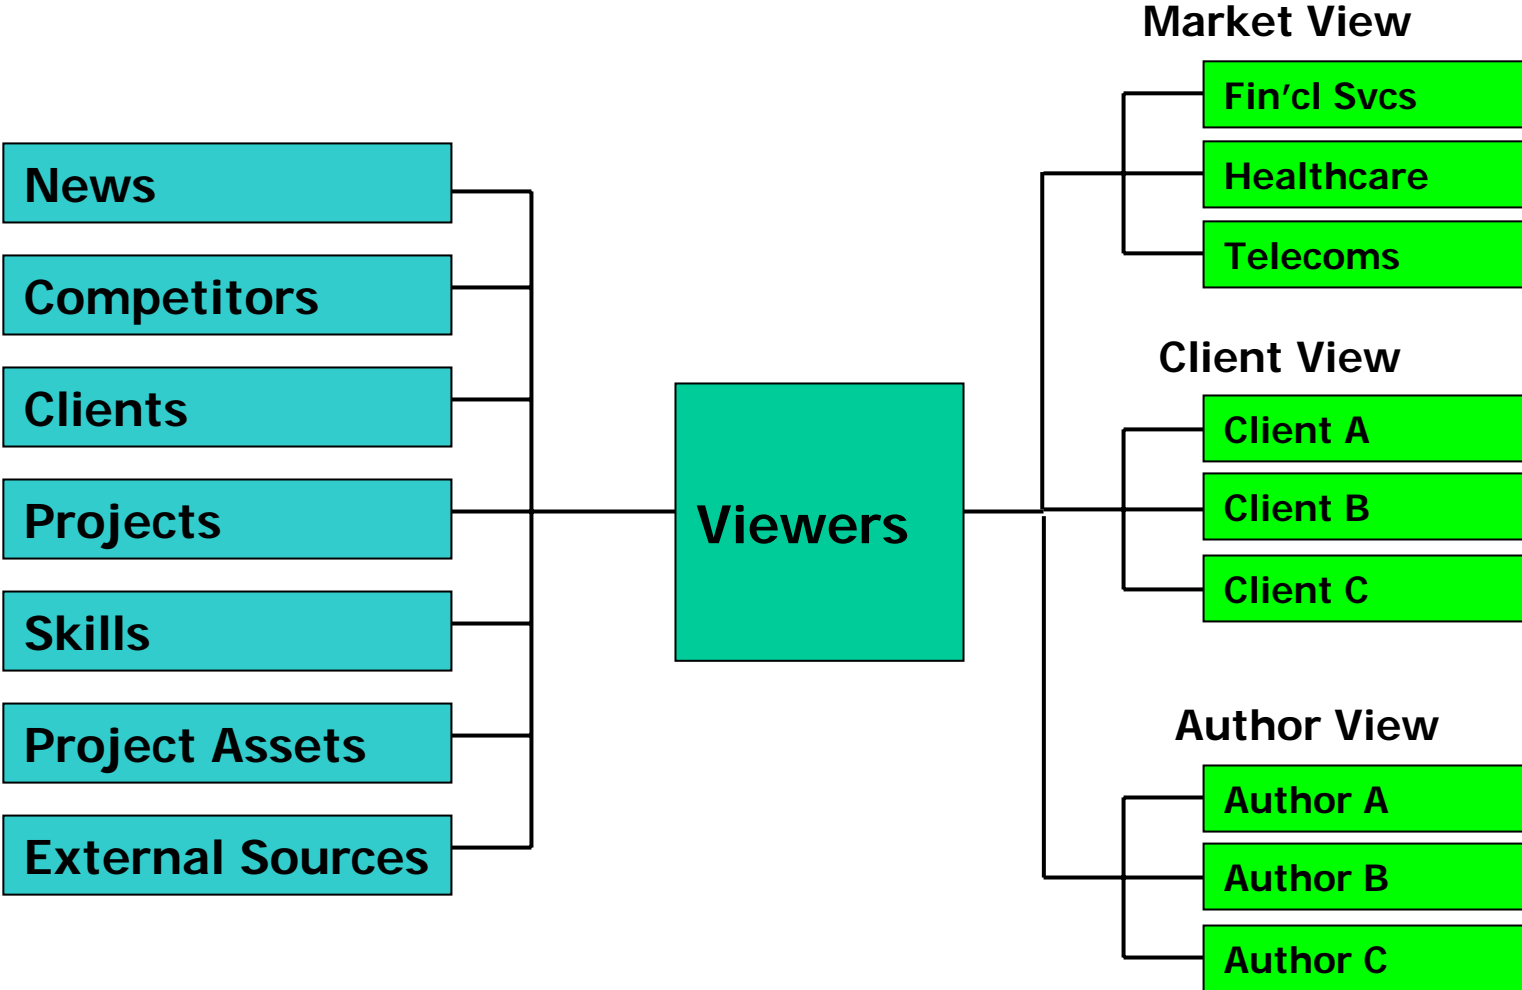 News
Competitors
Clients
Projects
Skills
Project Assets
External Sources
Viewers
Market View
Fin’cl Svcs
Healthcare
Telecoms
Client View
Client A
Client B
Client C
Author View
Author A
Author B
Author C